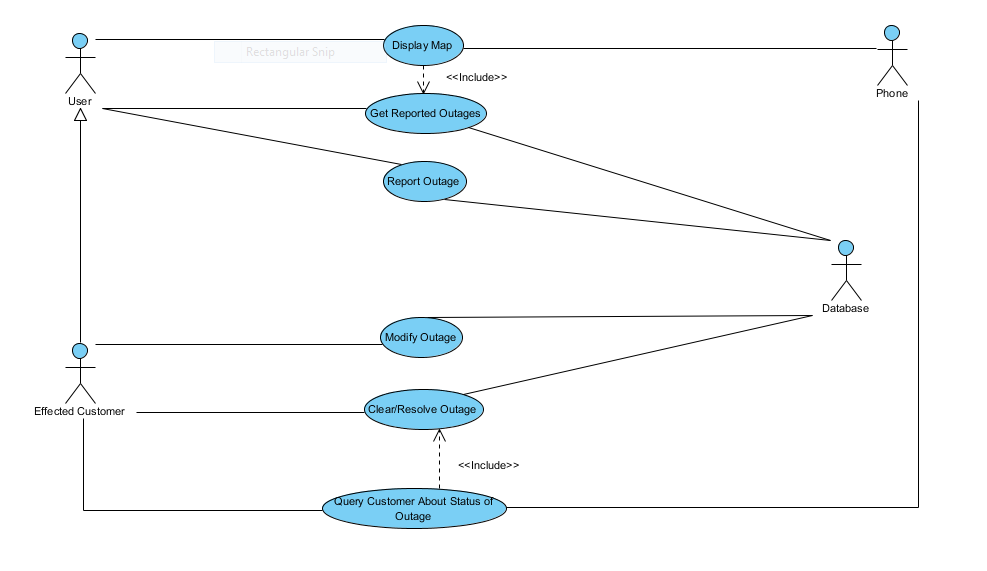 Rectangular Snip
Display Map
<<Include>>
User
Phone
Get Reported Outages
Report Outage
Database
Modify Outage
Effected Customer
Clear/Resolve Outage
<<Include>>
Query Customer About Status of
Outage